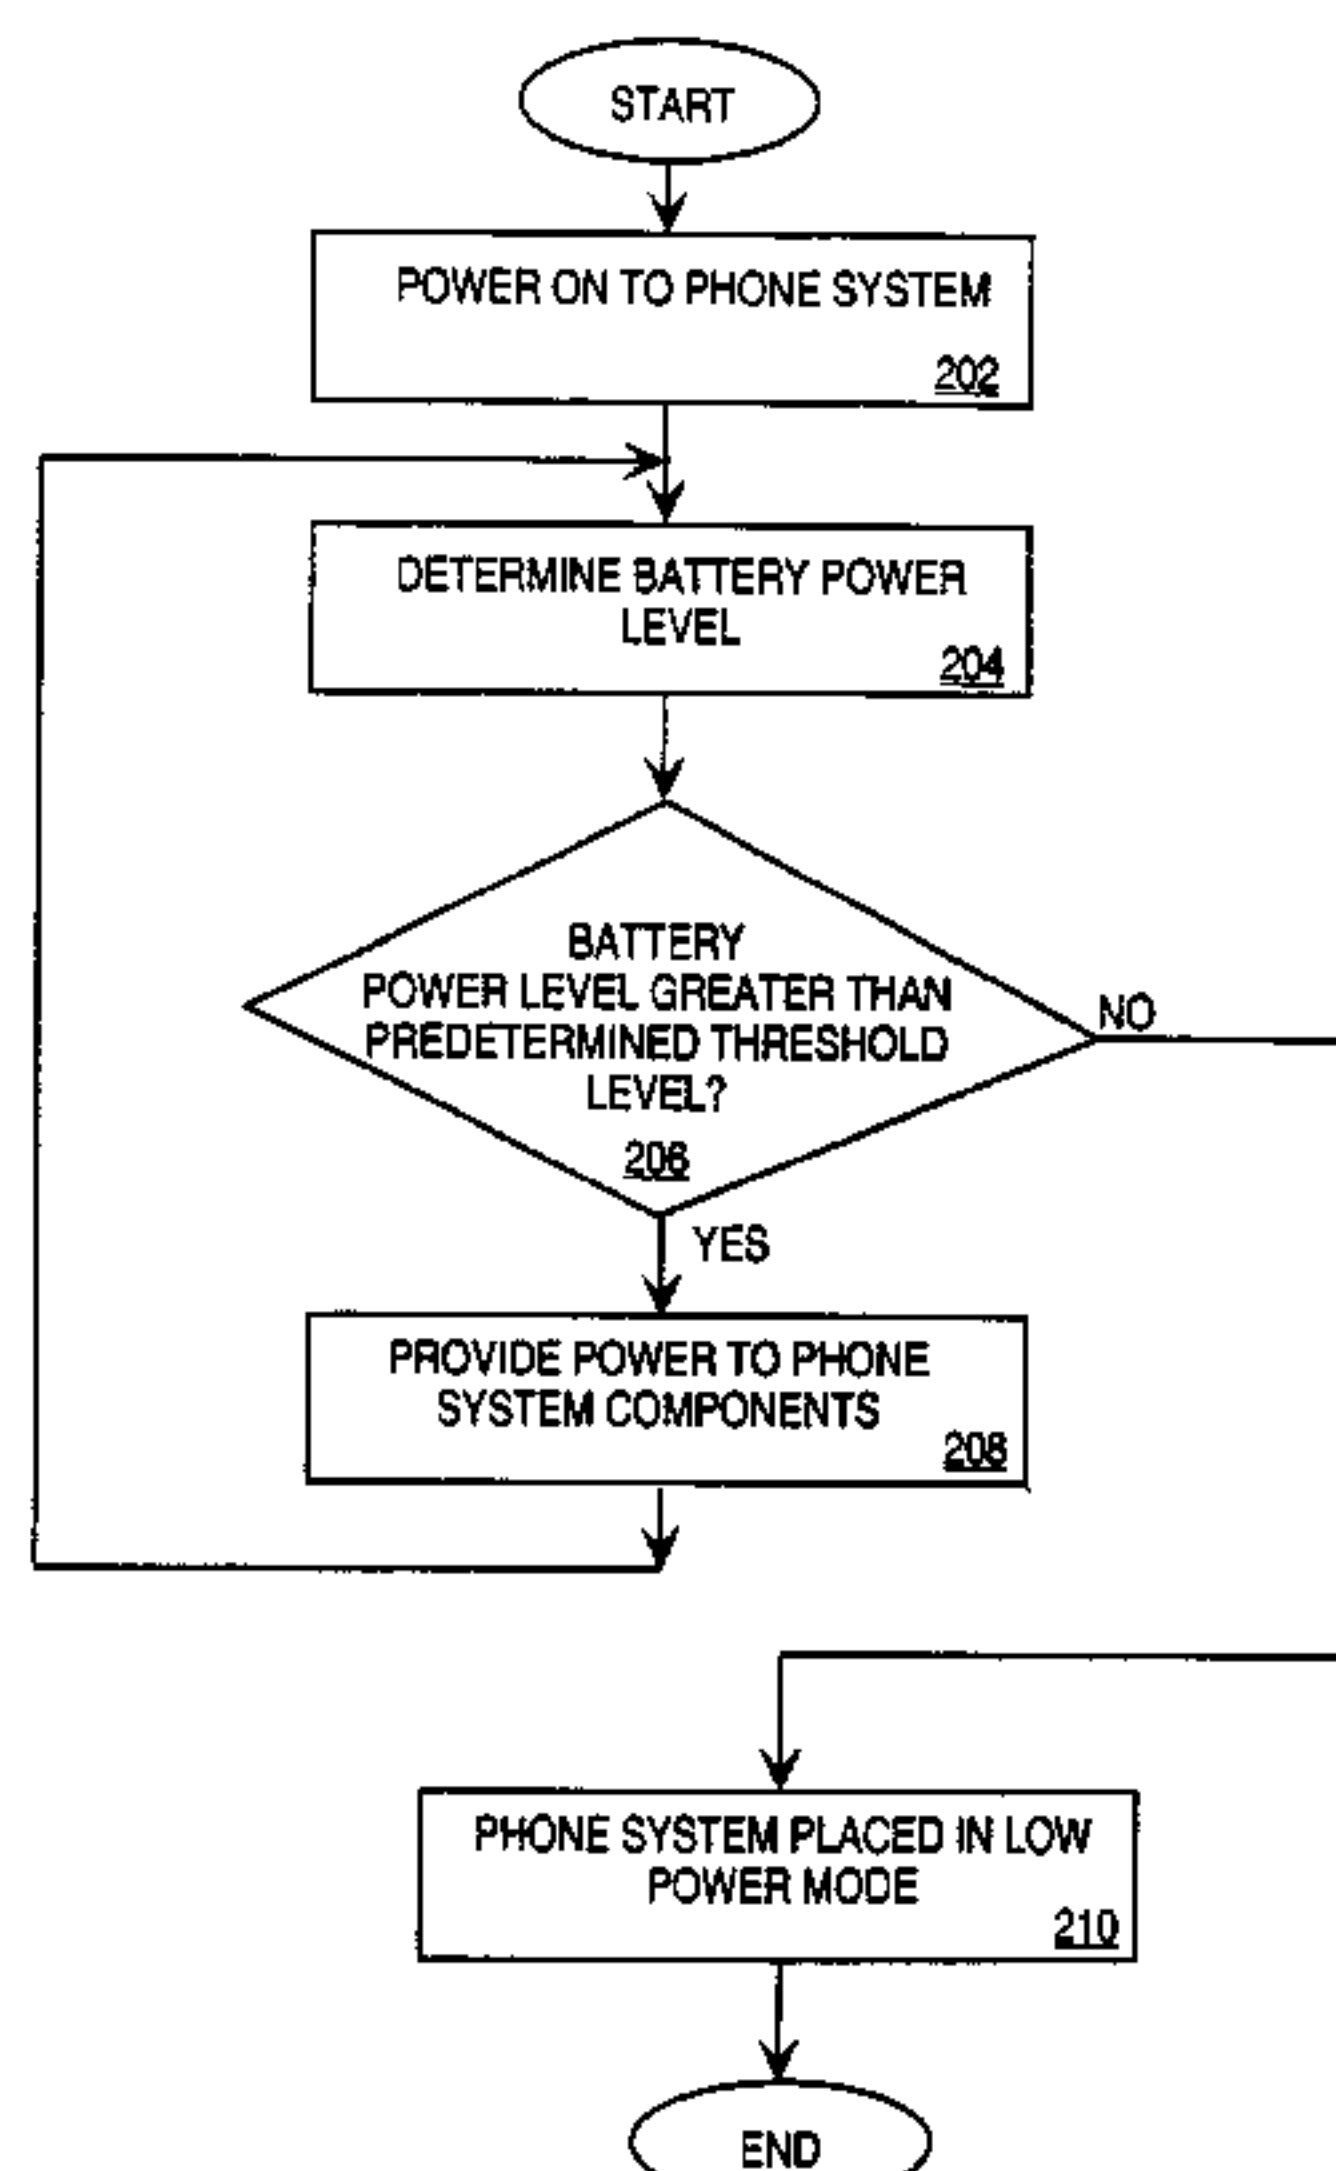 START
POWER ON TO PHONE SYSTEM
202
DETERMINE BATTERY POWER
LEVEL
204
BATTERY
POWER LEVEL GREATER THAN
PREDETERMINED THRESHOLD
LEVEL?
206
NO
YES
PROVIDE POWER TO PHONE
SYSTEM COMPONENTS
208
PHONE SYSTEM PLACED IN LOW
POWER MODE
210
END